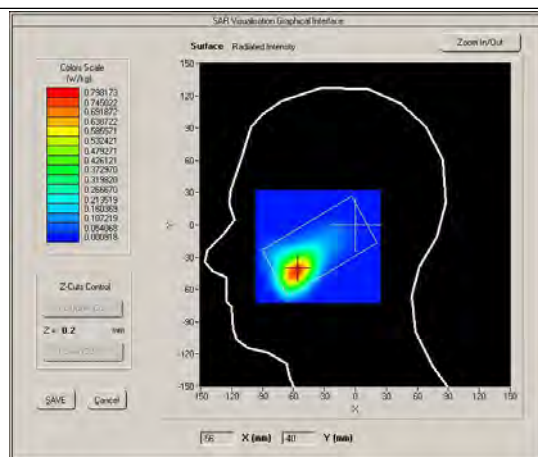 SAR Visualisation Graphical Interface
Surface Radiated Intensity
Zoom In/Out
Colors Scale
(W/kg)
0.798173
0.745022
0.691872
0.638722
0.585571
0.532421
0.479271
0.426121
0.372970
0.319820
0.266670
0.213519
0.160369
0.107219
0.054068
0.000918
Z-Cuts Control
Z = 0.2 mm
SAVE
Cancel
150
120
90
60
30
0
-30
-60
-90
-120
-150
Y
-150 -120 -90 -60 -30 0 30 60 90 120 150
X
X (mm)
Y (mm)